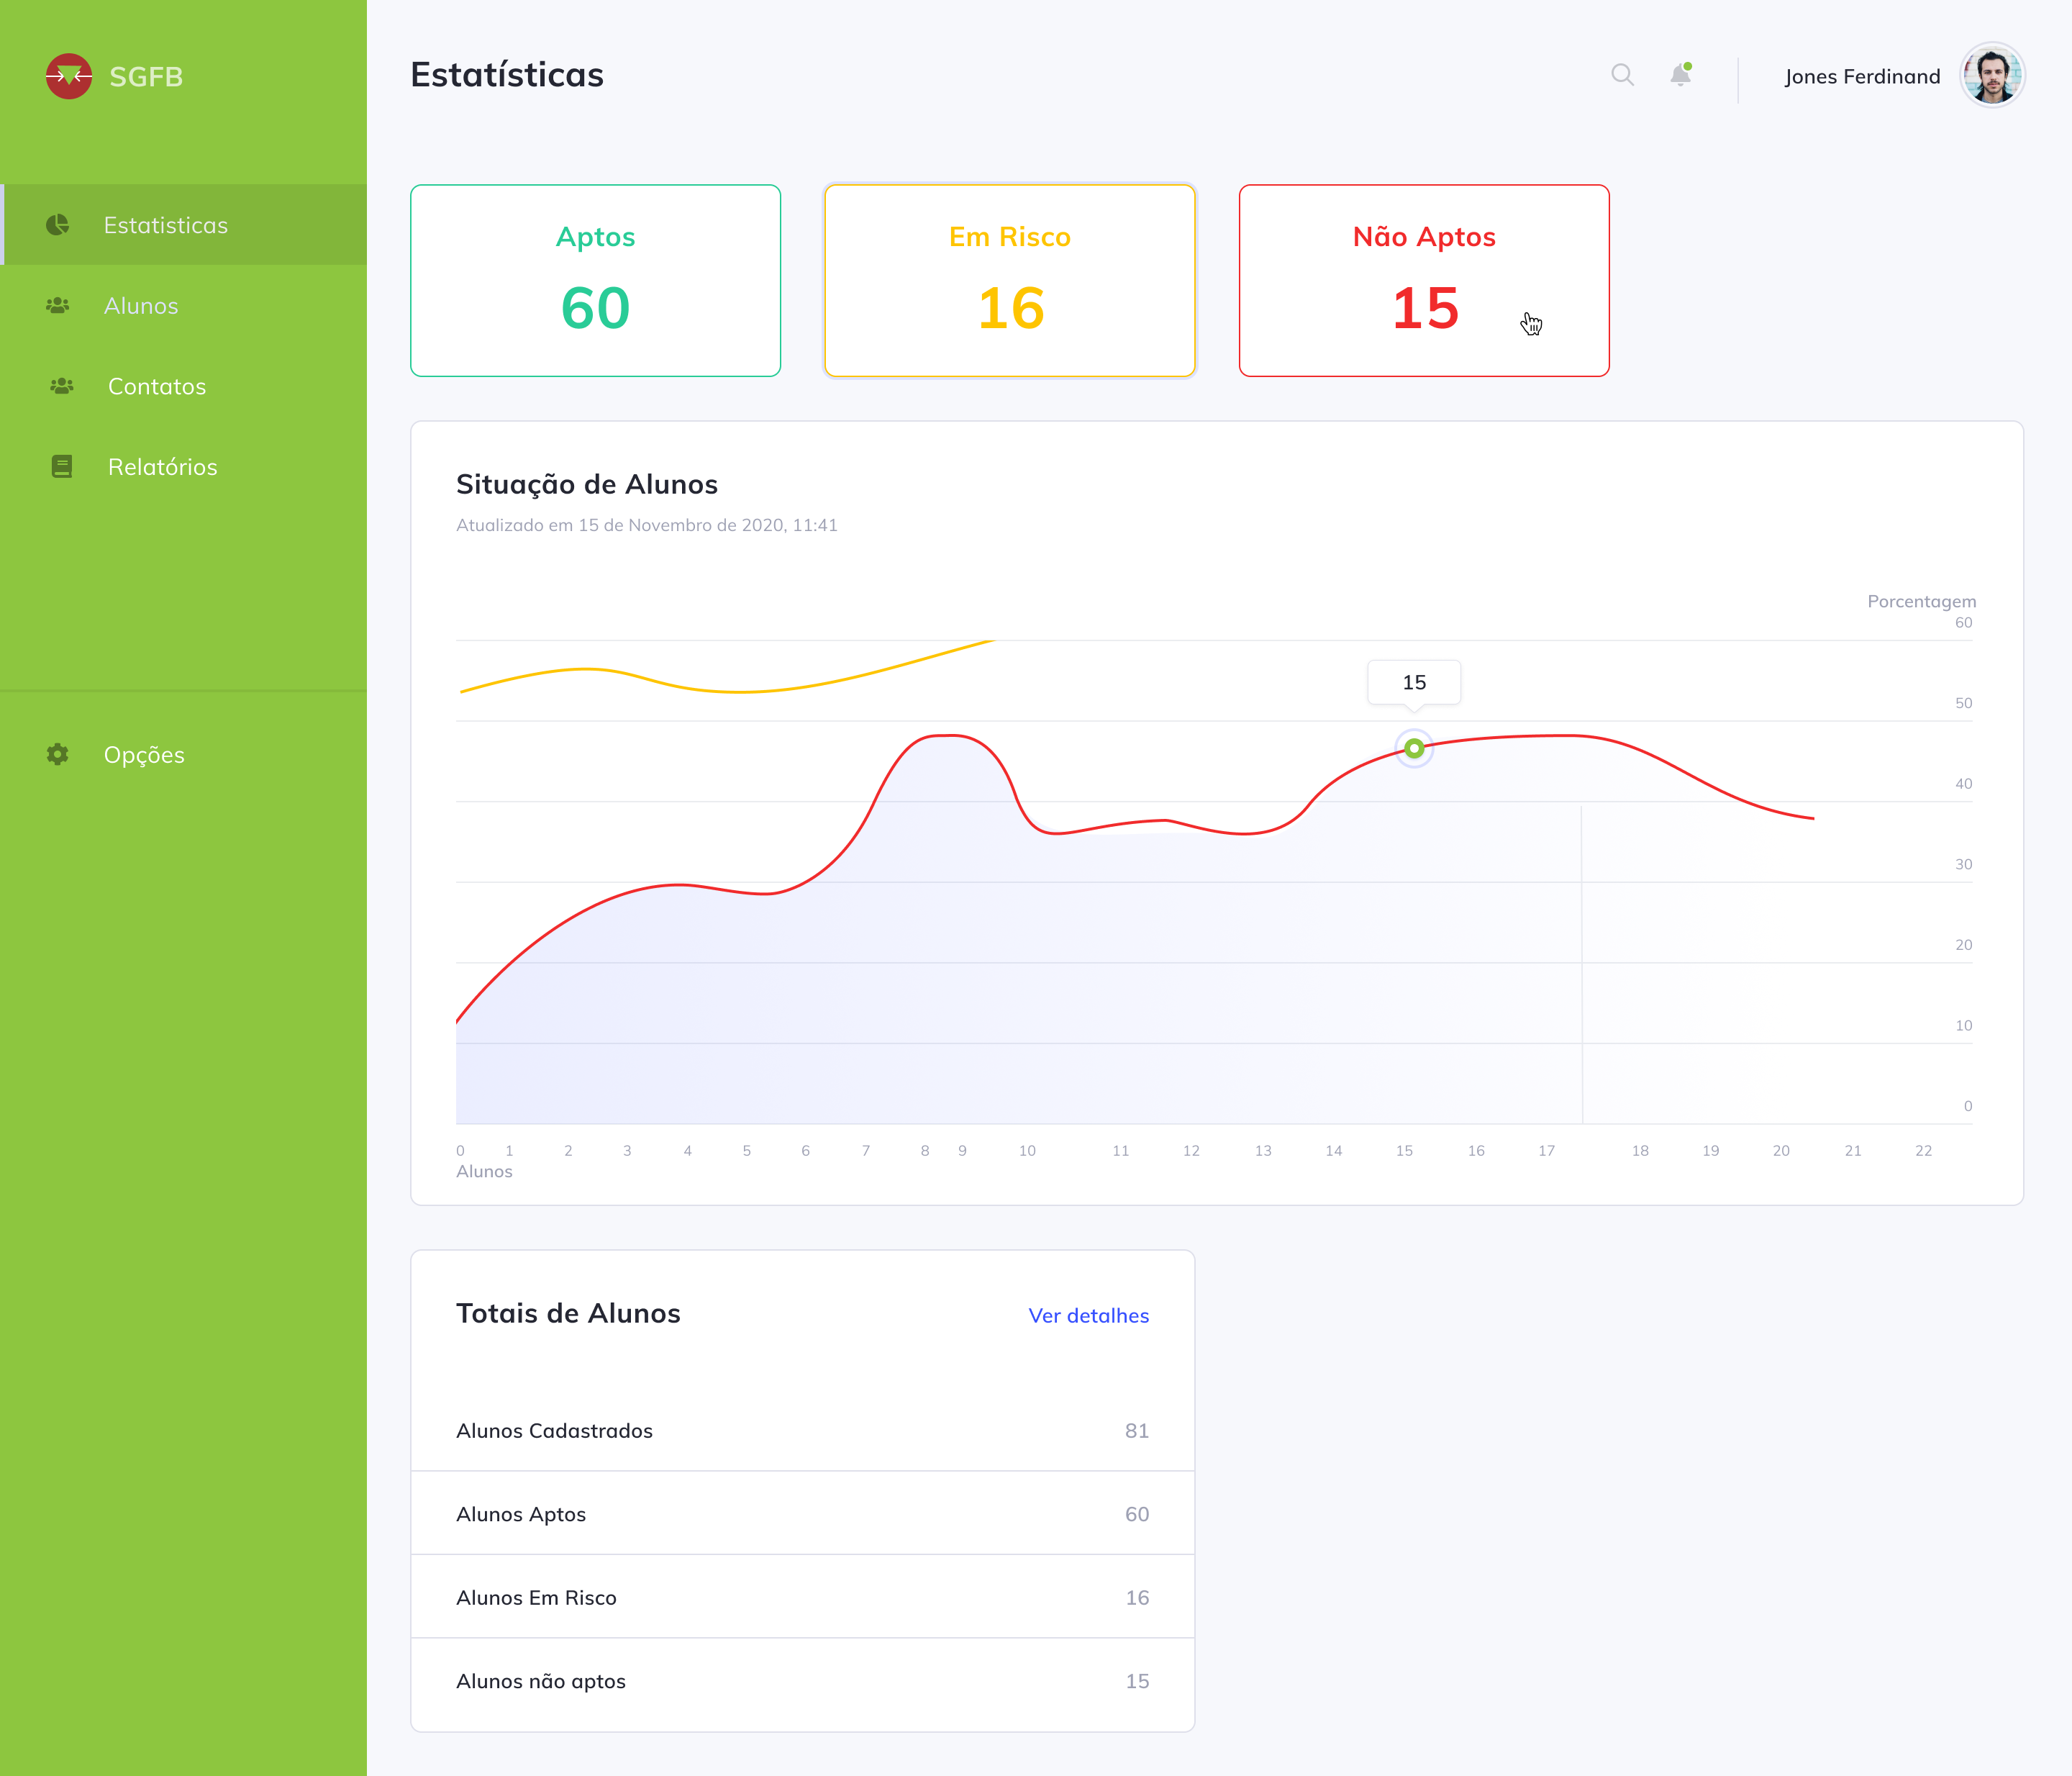 SGFB
Estatísticas
Jones Ferdinand
Estatisticas
Alunos
Contatos
Relatórios
Opções
Aptos
60
Em Risco
16
Não Aptos
15
Situação de Alunos
Atualizado em 15 de Novembro de 2020, 11:41
Porcentagem
60
50
40
30
20
10
0
15
0 1 2 3 4 5 6 7 8 9 10 11 12 13 14 15 16 17 18 19 20 21 22
Alunos
Totais de Alunos
Ver detalhes
Alunos Cadastrados 81
Alunos Aptos 60
Alunos Em Risco 16
Alunos não aptos 15